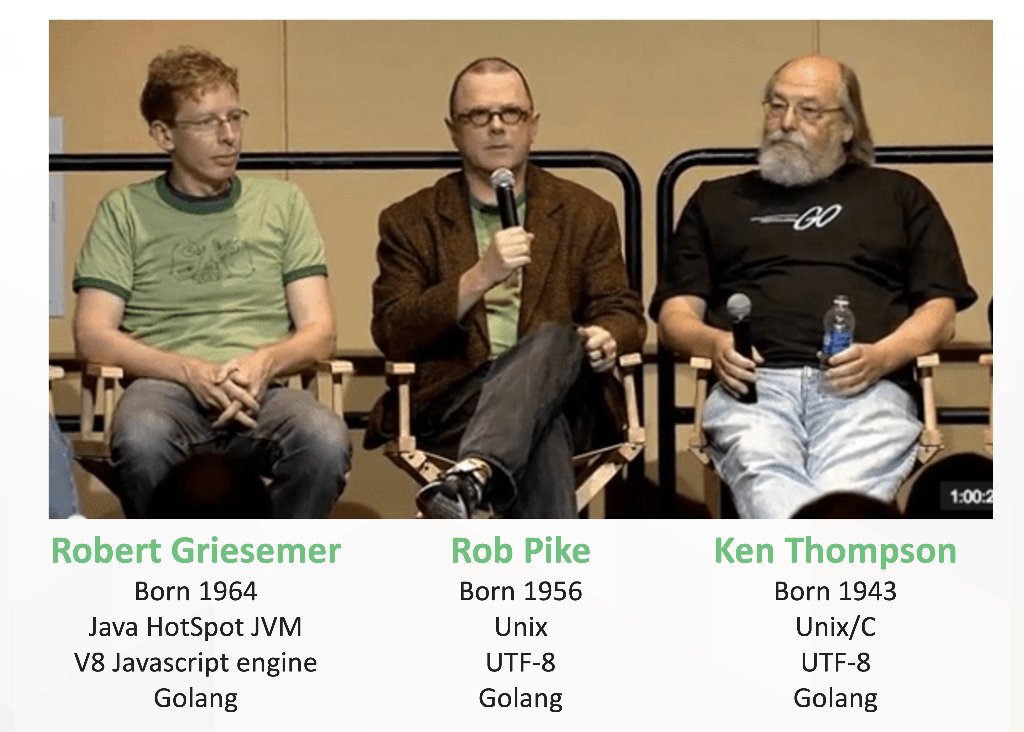 GO
1:00:2
Robert Griesemer
Born 1964
Java HotSpot JVM
V8 Javascript engine
Golang
Rob Pike
Born 1956
Unix
UTF-8
Golang
Ken Thompson
Born 1943
Unix/C
UTF-8
Golang